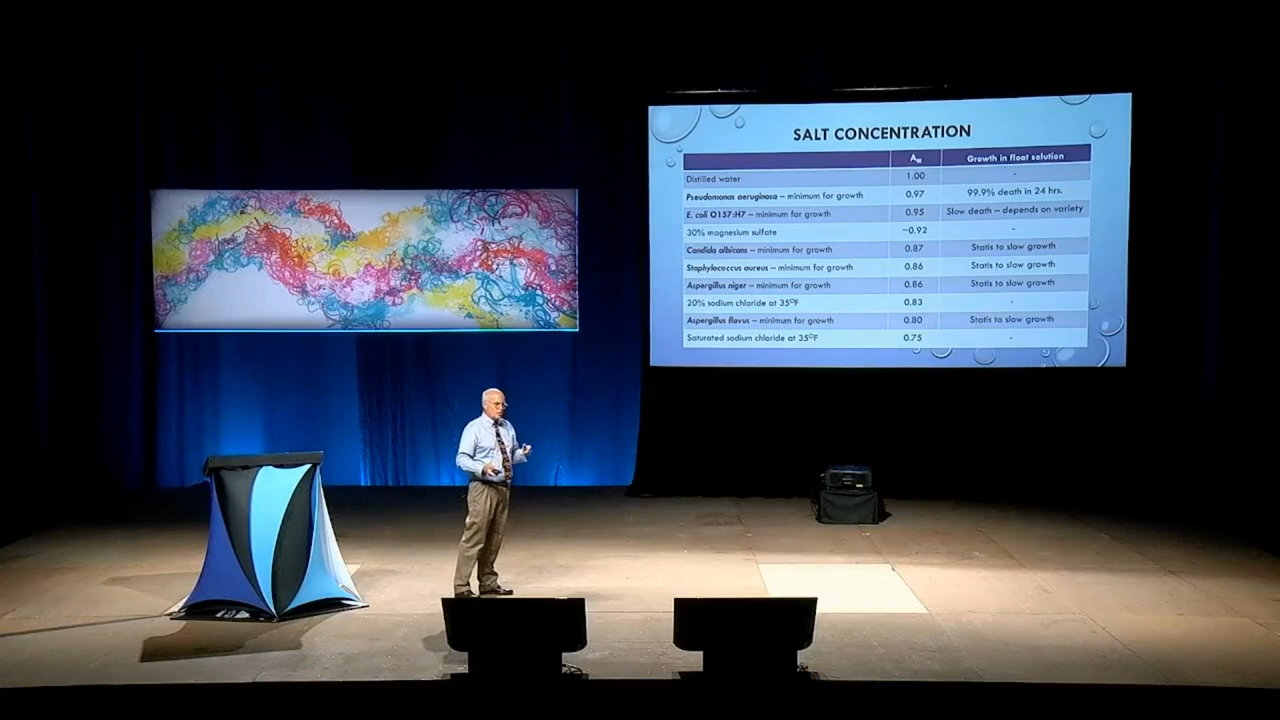 SALT CONCENTRATION
Aw Growth in float solution
Distilled water 1.00 -
Pseudomonas aeruginosa – minimum for growth 0.97 99.9% death in 24 hrs.
E. coli O157:H7 – minimum for growth 0.95 Slow death – depends on variety
30% magnesium sulfate ~0.92 -
Candida albicans – minimum for growth 0.87 Statis to slow growth
Staphylococcus aureus – minimum for growth 0.86 Statis to slow growth
Aspergillus niger – minimum for growth 0.86 Statis to slow growth
20% sodium chloride at 35°F 0.83 -
Aspergillus flavus – minimum for growth 0.80 Statis to slow growth
Saturated sodium chloride at 35°F 0.75 -